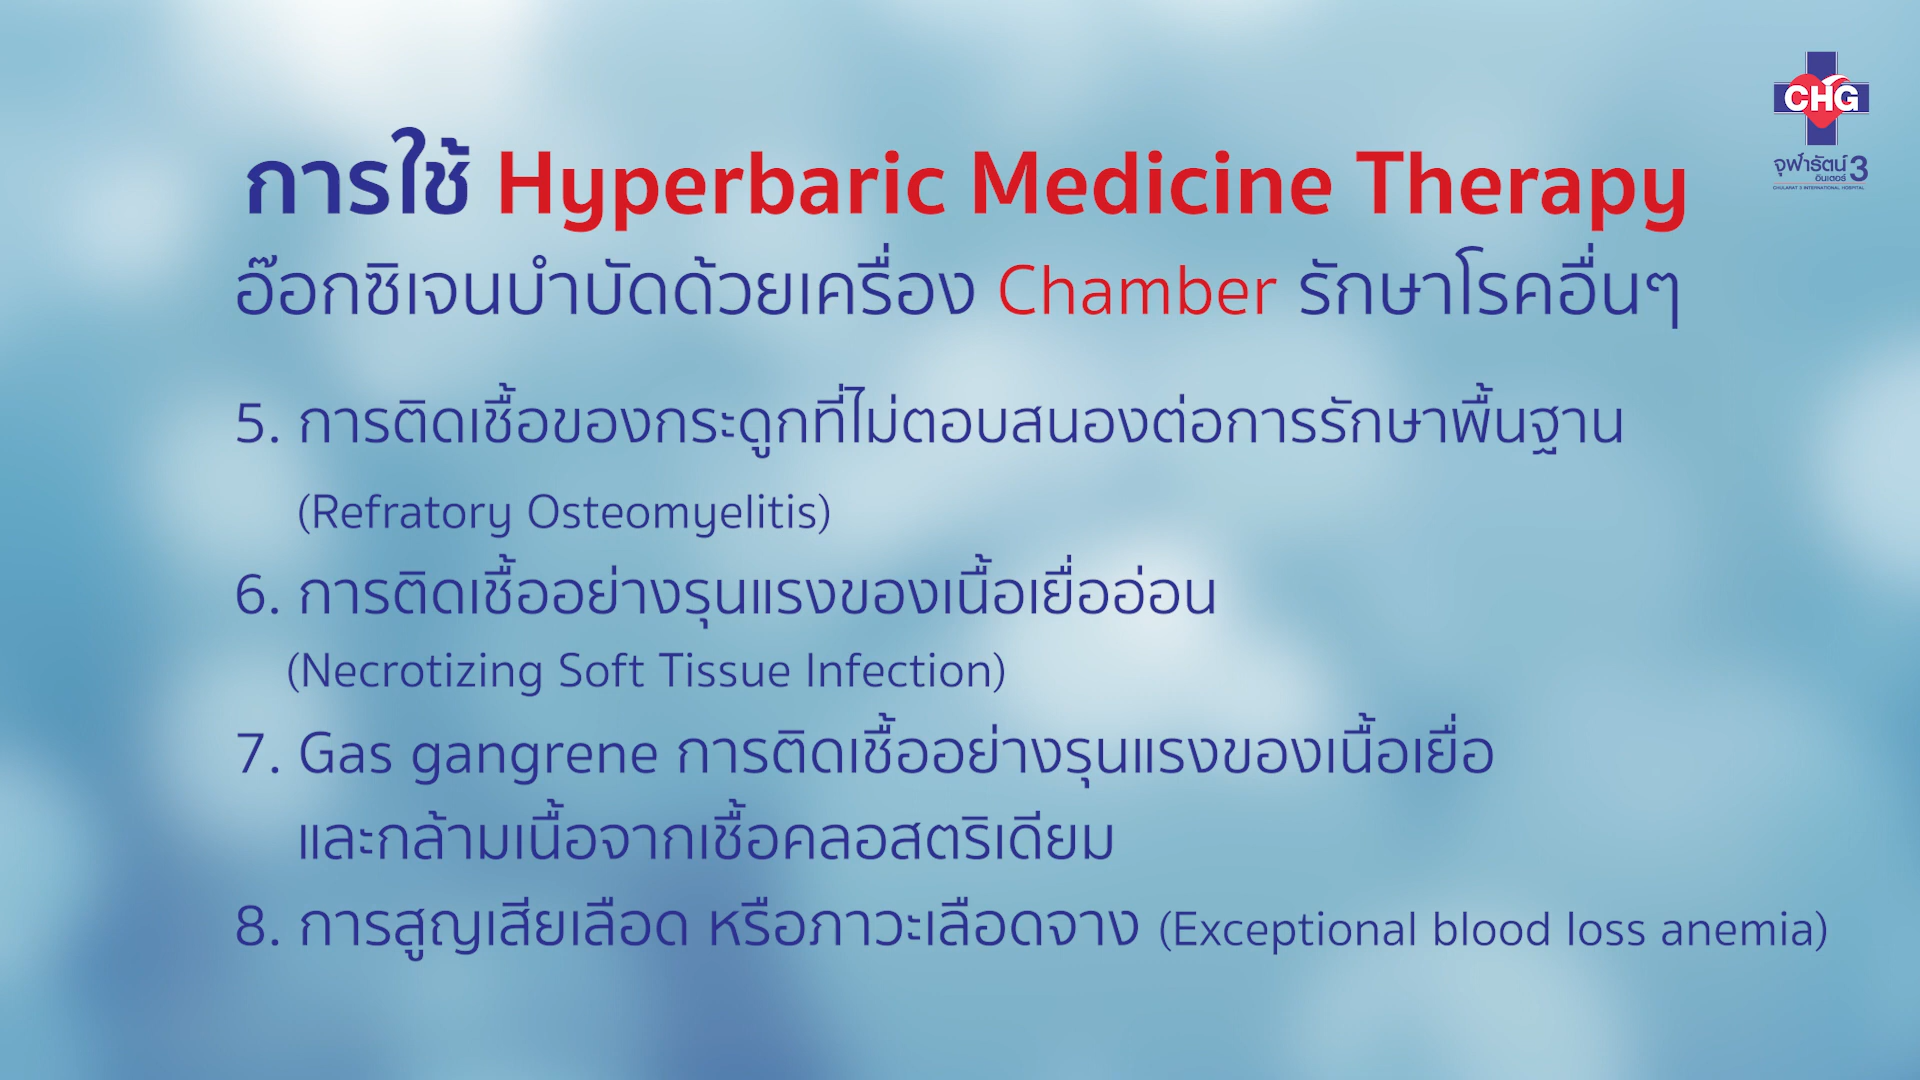 CHG
จุฬารัตน์ 3
อินเตอร์
CHULARAT 3 INTERNATIONAL HOSPITAL
การใช้ Hyperbaric Medicine Therapy
อ๊อกซิเจนบำบัดด้วยเครื่อง Chamber รักษาโรคอื่นๆ
5. การติดเชื้อของกระดูกที่ไม่ตอบสนองต่อการรักษาพื้นฐาน
(Refratory Osteomyelitis)
6. การติดเชื้ออย่างรุนแรงของเนื้อเยื่ออ่อน
(Necrotizing Soft Tissue Infection)
7. Gas gangrene การติดเชื้ออย่างรุนแรงของเนื้อเยื่อ
และกล้ามเนื้อจากเชื้อคลอสตริเดียม
8. การสูญเสียเลือด หรือภาวะเลือดจาง (Exceptional blood loss anemia)